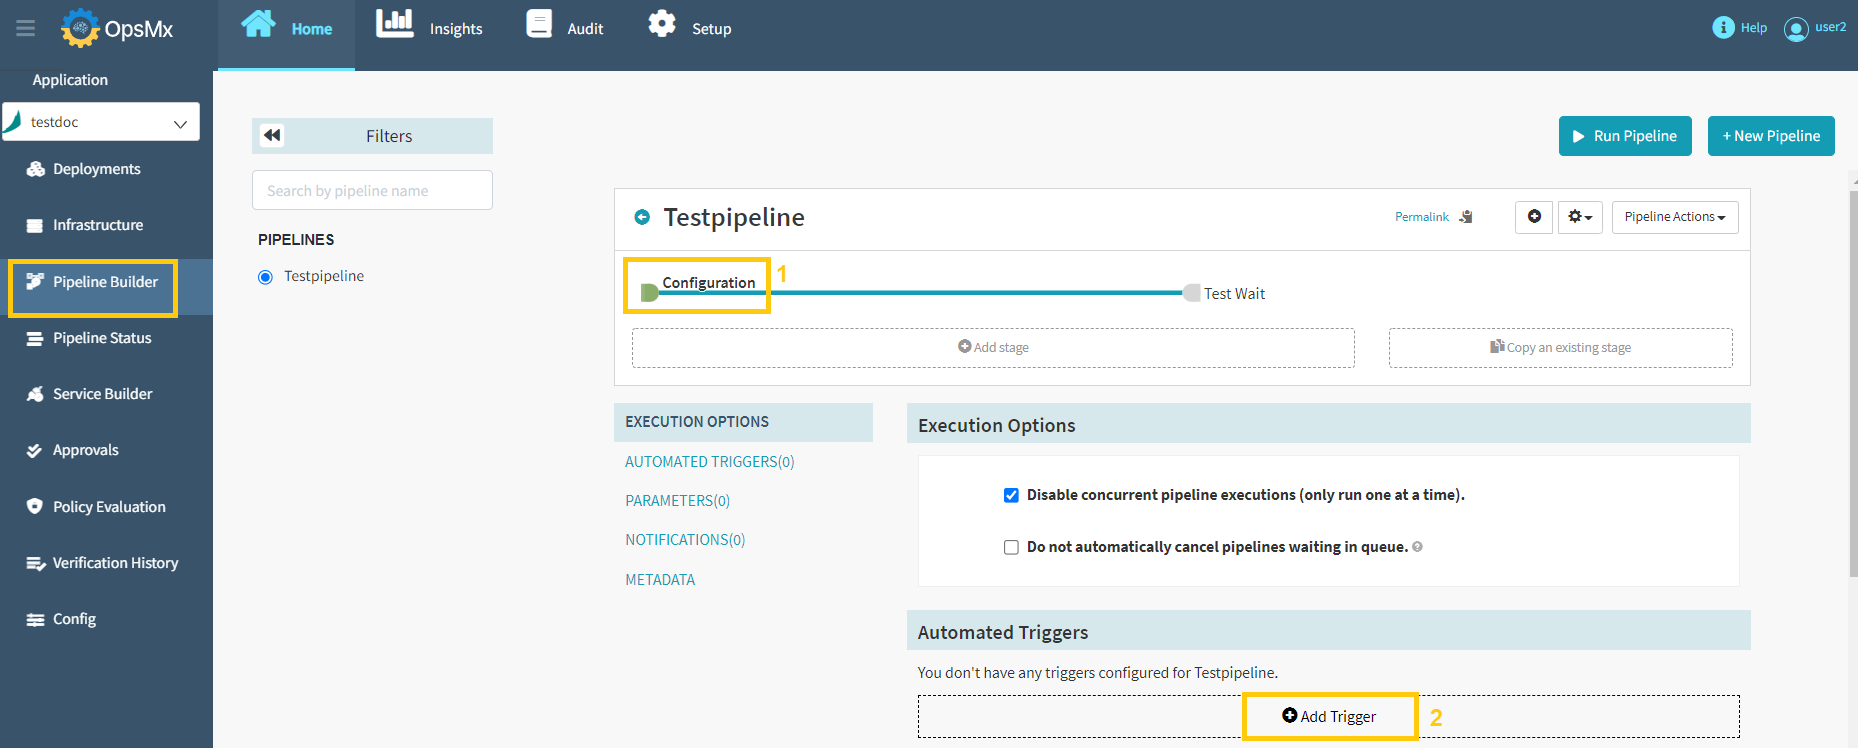 OpsMx
Home
Insights
Audit
Setup
Help
user2
Application
testdoc
Deployments
Infrastructure
Pipeline Builder
Pipeline Status
Service Builder
Approvals
Policy Evaluation
Verification History
Config
Filters
Search by pipeline name
PIPELINES
Testpipeline
Run Pipeline
+ New Pipeline
Testpipeline
Permalink
Pipeline Actions
Configuration
1
Test Wait
Add stage
Copy an existing stage
EXECUTION OPTIONS
AUTOMATED TRIGGERS(0)
PARAMETERS(0)
NOTIFICATIONS(0)
METADATA
Execution Options
Disable concurrent pipeline executions (only run one at a time).
Do not automatically cancel pipelines waiting in queue.
Automated Triggers
You don't have any triggers configured for Testpipeline.
Add Trigger
2